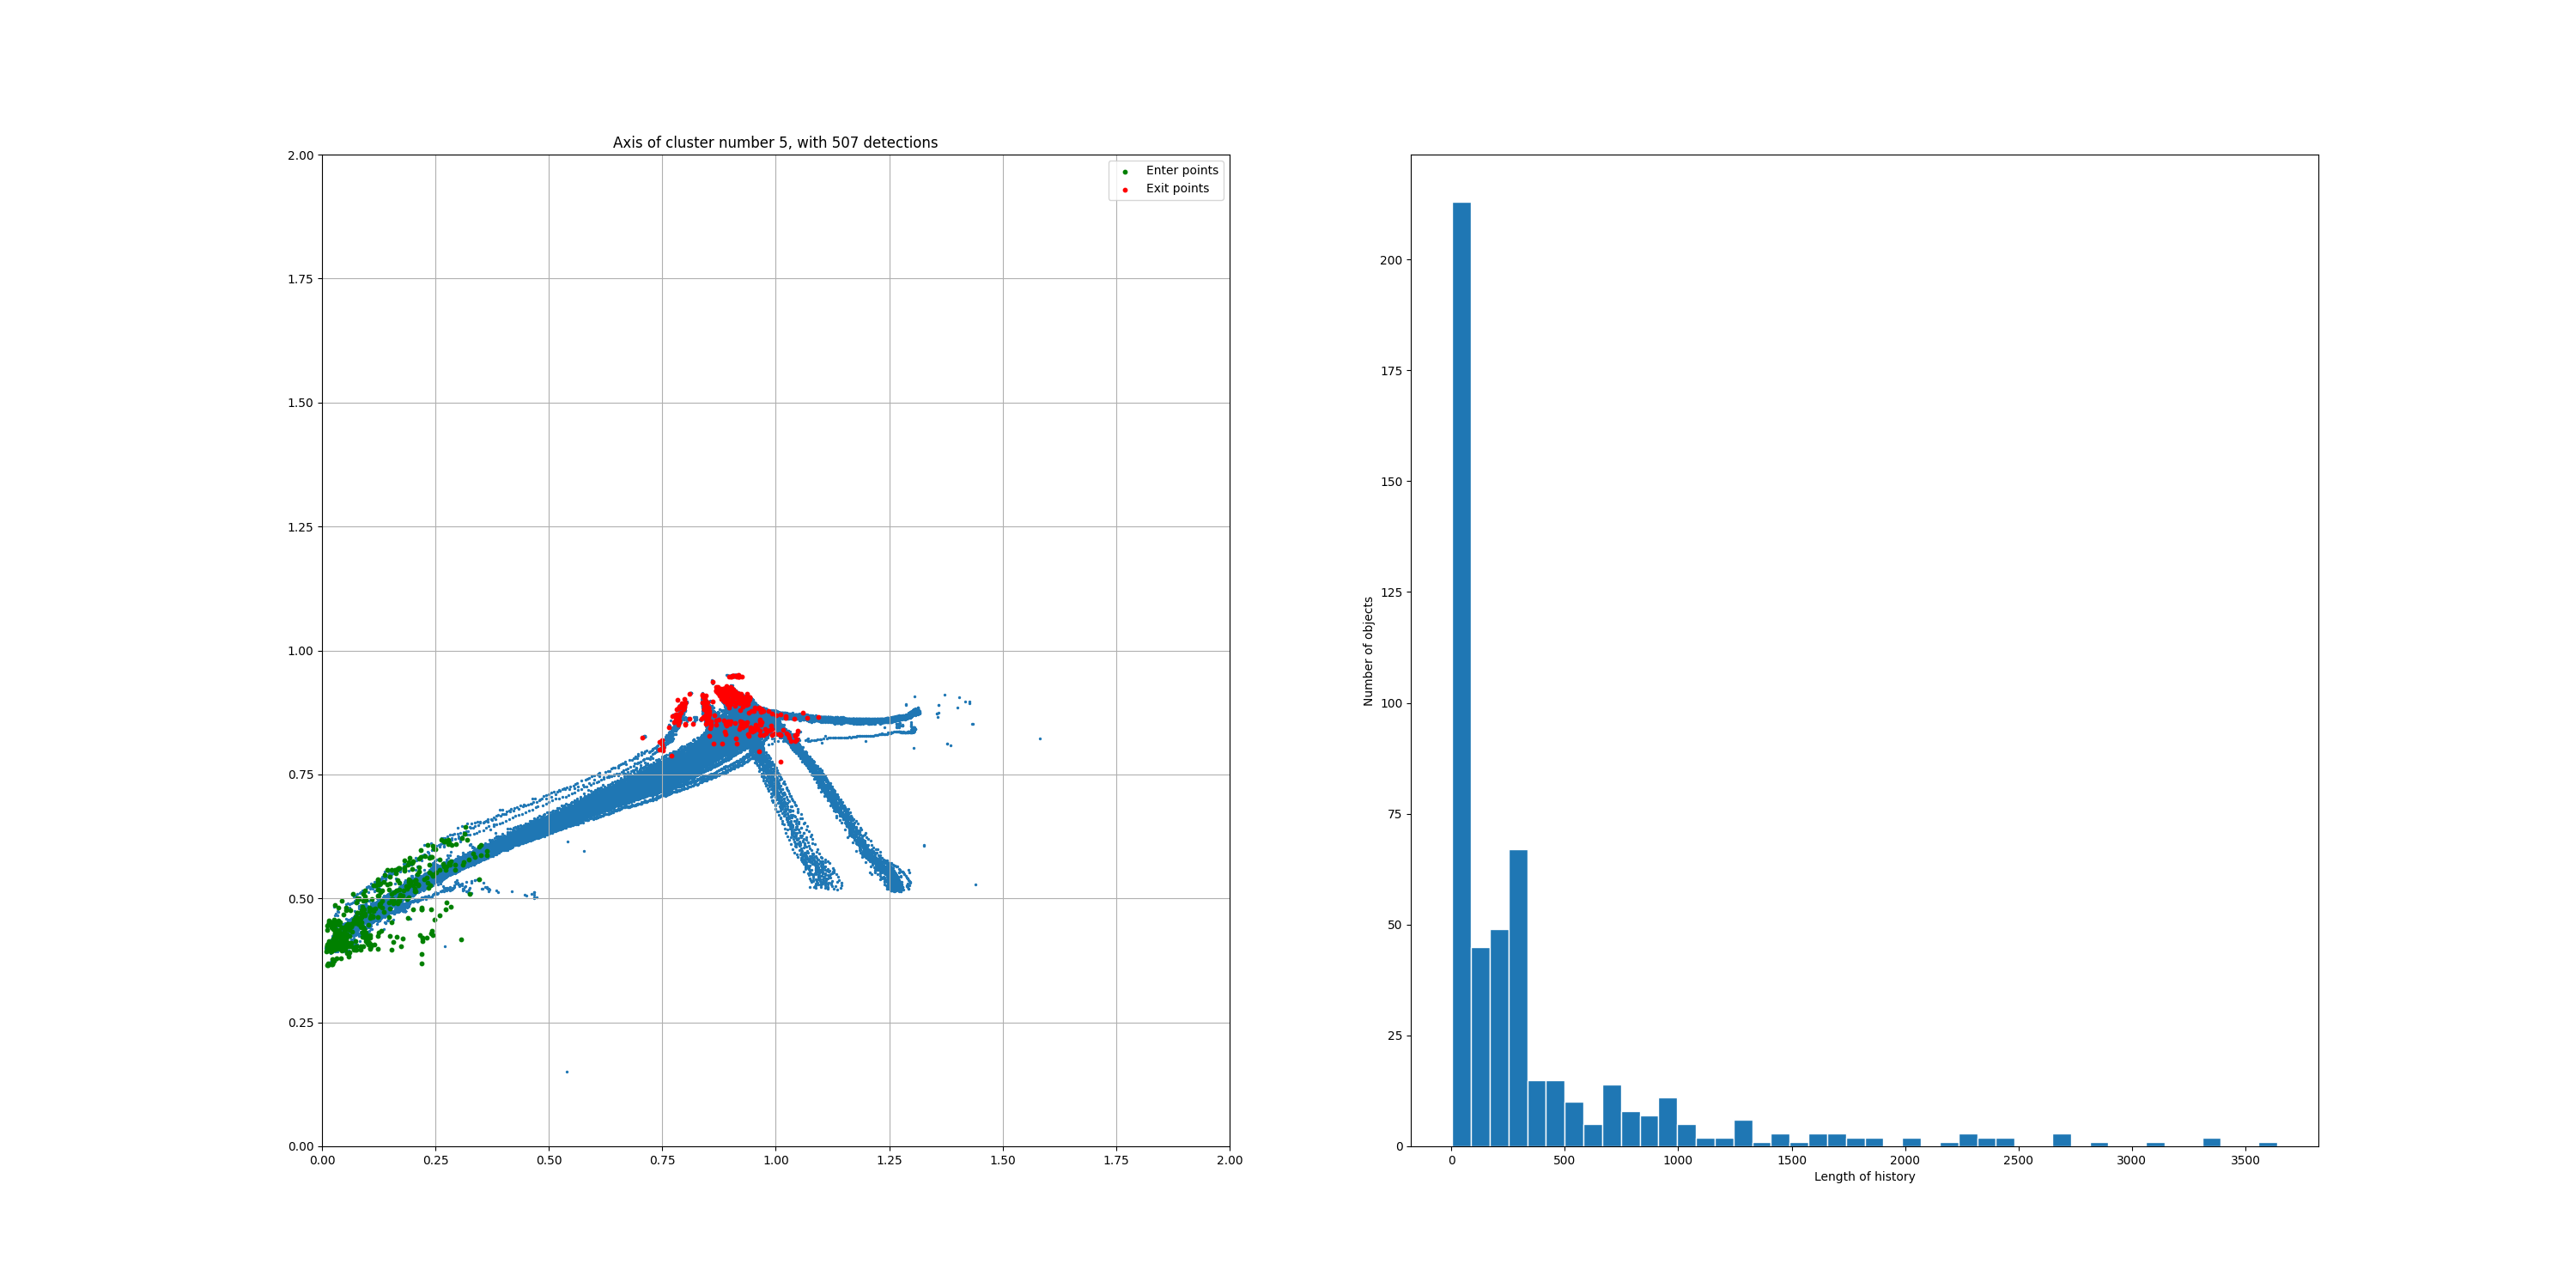 Axis of cluster number 5, with 507 detections
Enter points
Exit points
2.00
1.75
1.50
1.25
1.00
0.75
0.50
0.25
0.00
0.00 0.25 0.50 0.75 1.00 1.25 1.50 1.75 2.00
Number of objects
200
175
150
125
100
75
50
25
0
0 500 1000 1500 2000 2500 3000 3500
Length of history